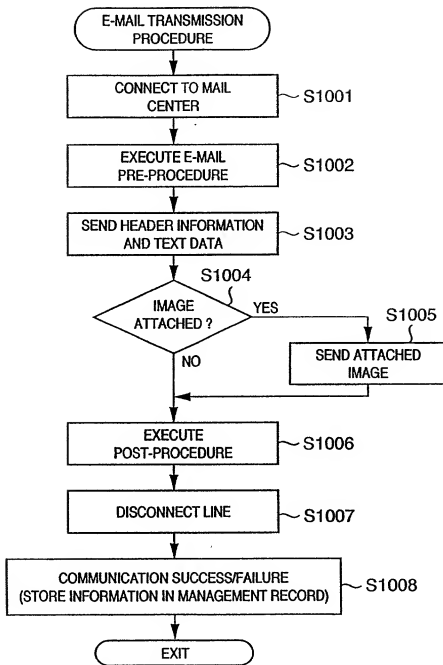 E-MAIL TRANSMISSION
PROCEDURE
CONNECT TO MAIL
CENTER
S1001
EXECUTE E-MAIL
PRE-PROCEDURE
S1002
SEND HEADER INFORMATION
AND TEXT DATA
S1003
S1004
IMAGE
ATTACHED ?
YES
NO
S1005
SEND ATTACHED
IMAGE
EXECUTE
POST-PROCEDURE
S1006
DISCONNECT LINE
S1007
COMMUNICATION SUCCESS/FAILURE
(STORE INFORMATION IN MANAGEMENT RECORD)
S1008
EXIT